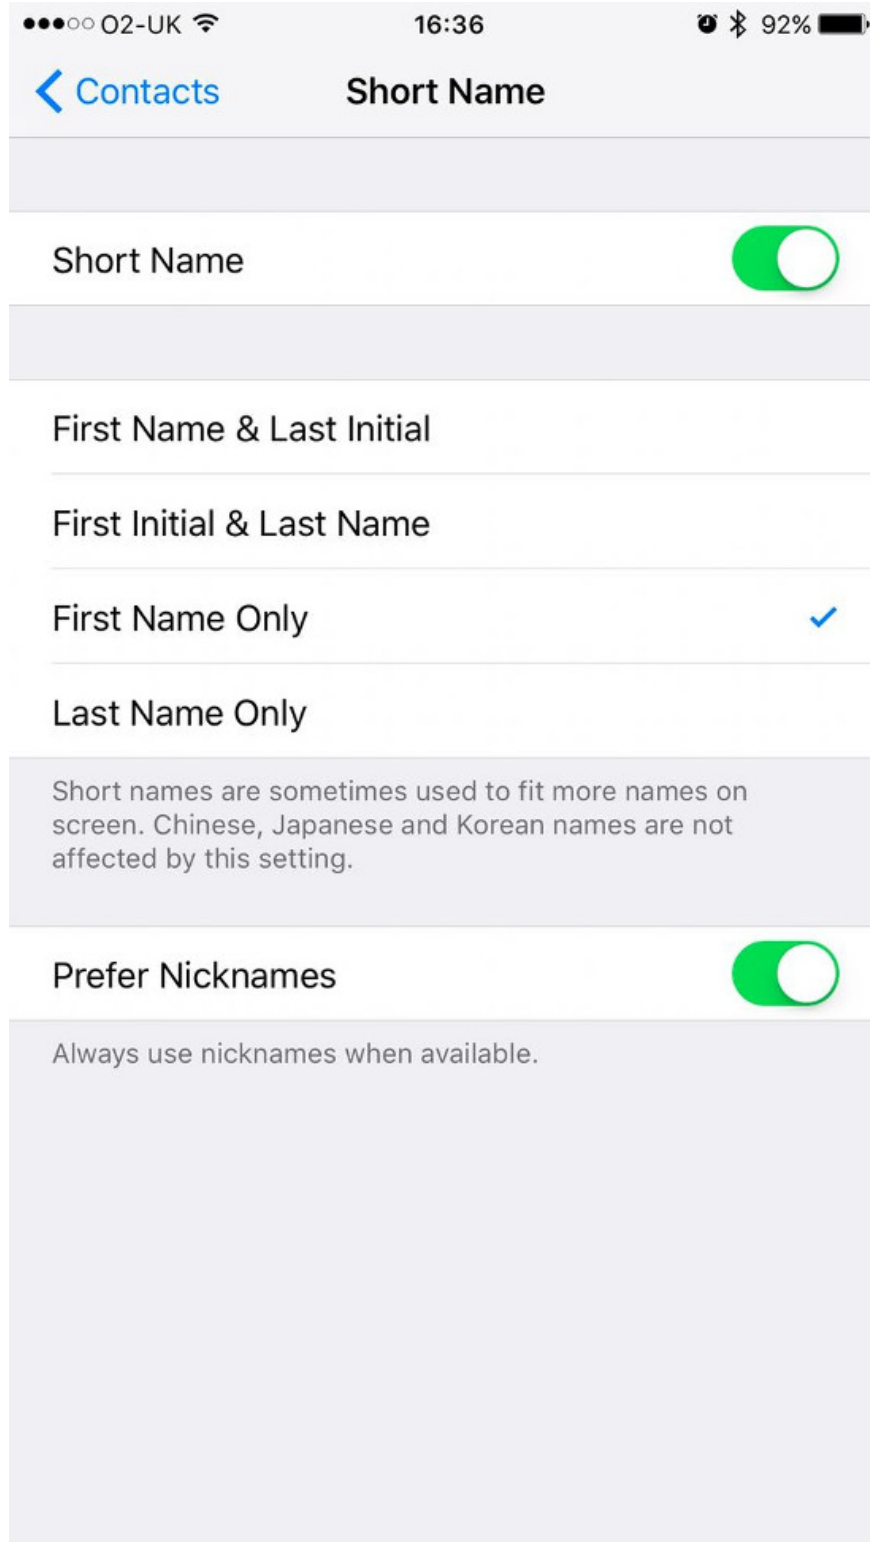 O2-UK 16:36 92%
Contacts Short Name
Short Name
First Name & Last Initial
First Initial & Last Name
First Name Only
Last Name Only
Short names are sometimes used to fit more names on
screen. Chinese, Japanese and Korean names are not
affected by this setting.
Prefer Nicknames
Always use nicknames when available.